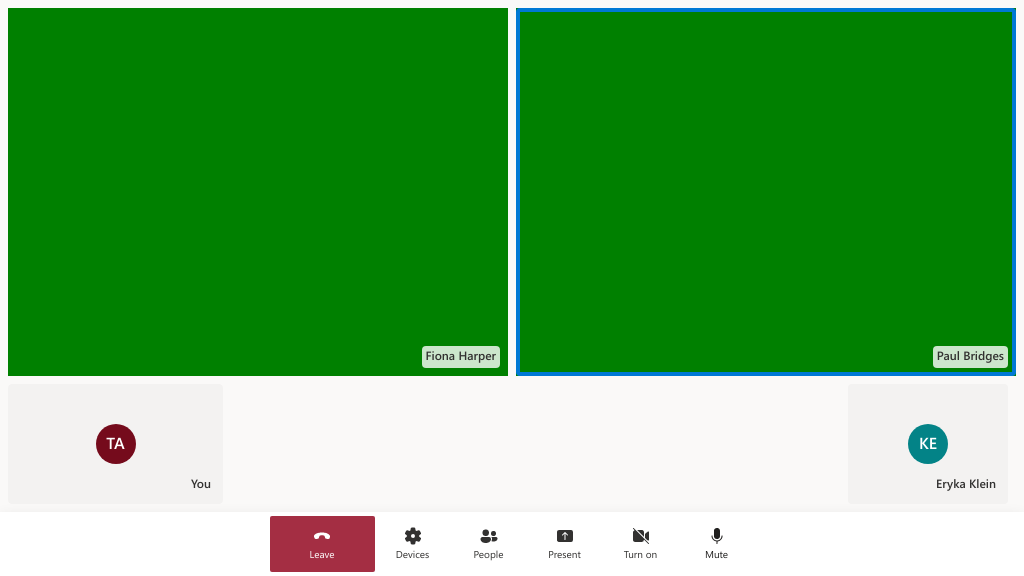 Fiona Harper
Paul Bridges
TA
You
KE
Eryka Klein
Leave
Devices
People
Present
Turn on
Mute